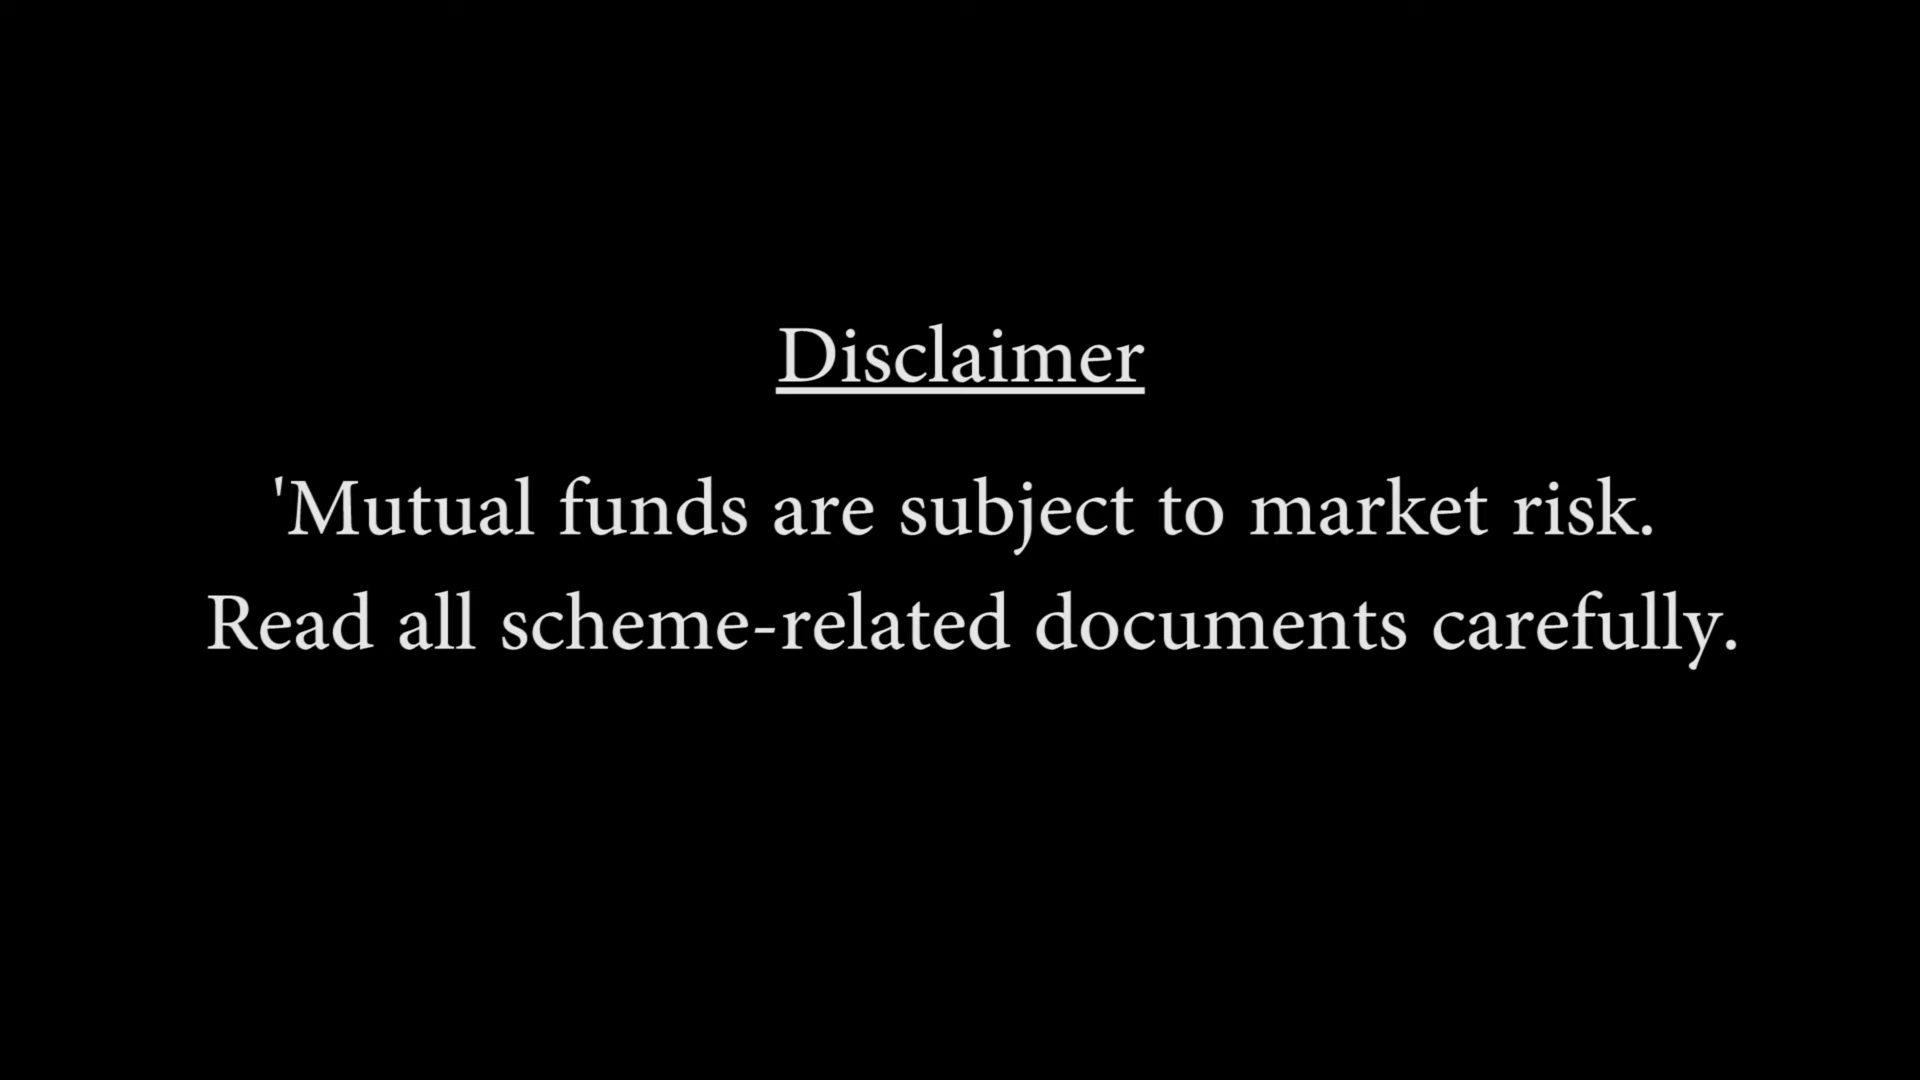 Disclaimer
'Mutual funds are subject to market risk.
Read all scheme-related documents carefully.